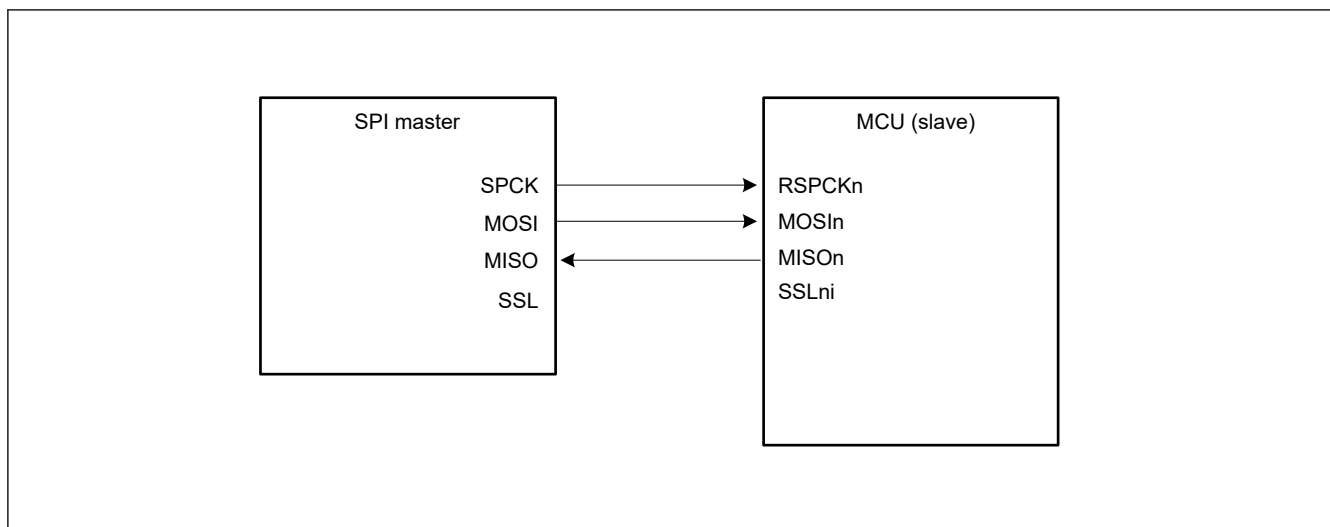 SPI master
SPCK
MOSI
MISO
SSL
MCU (slave)
RSPCKn
MOSIn
MISOn
SSLni